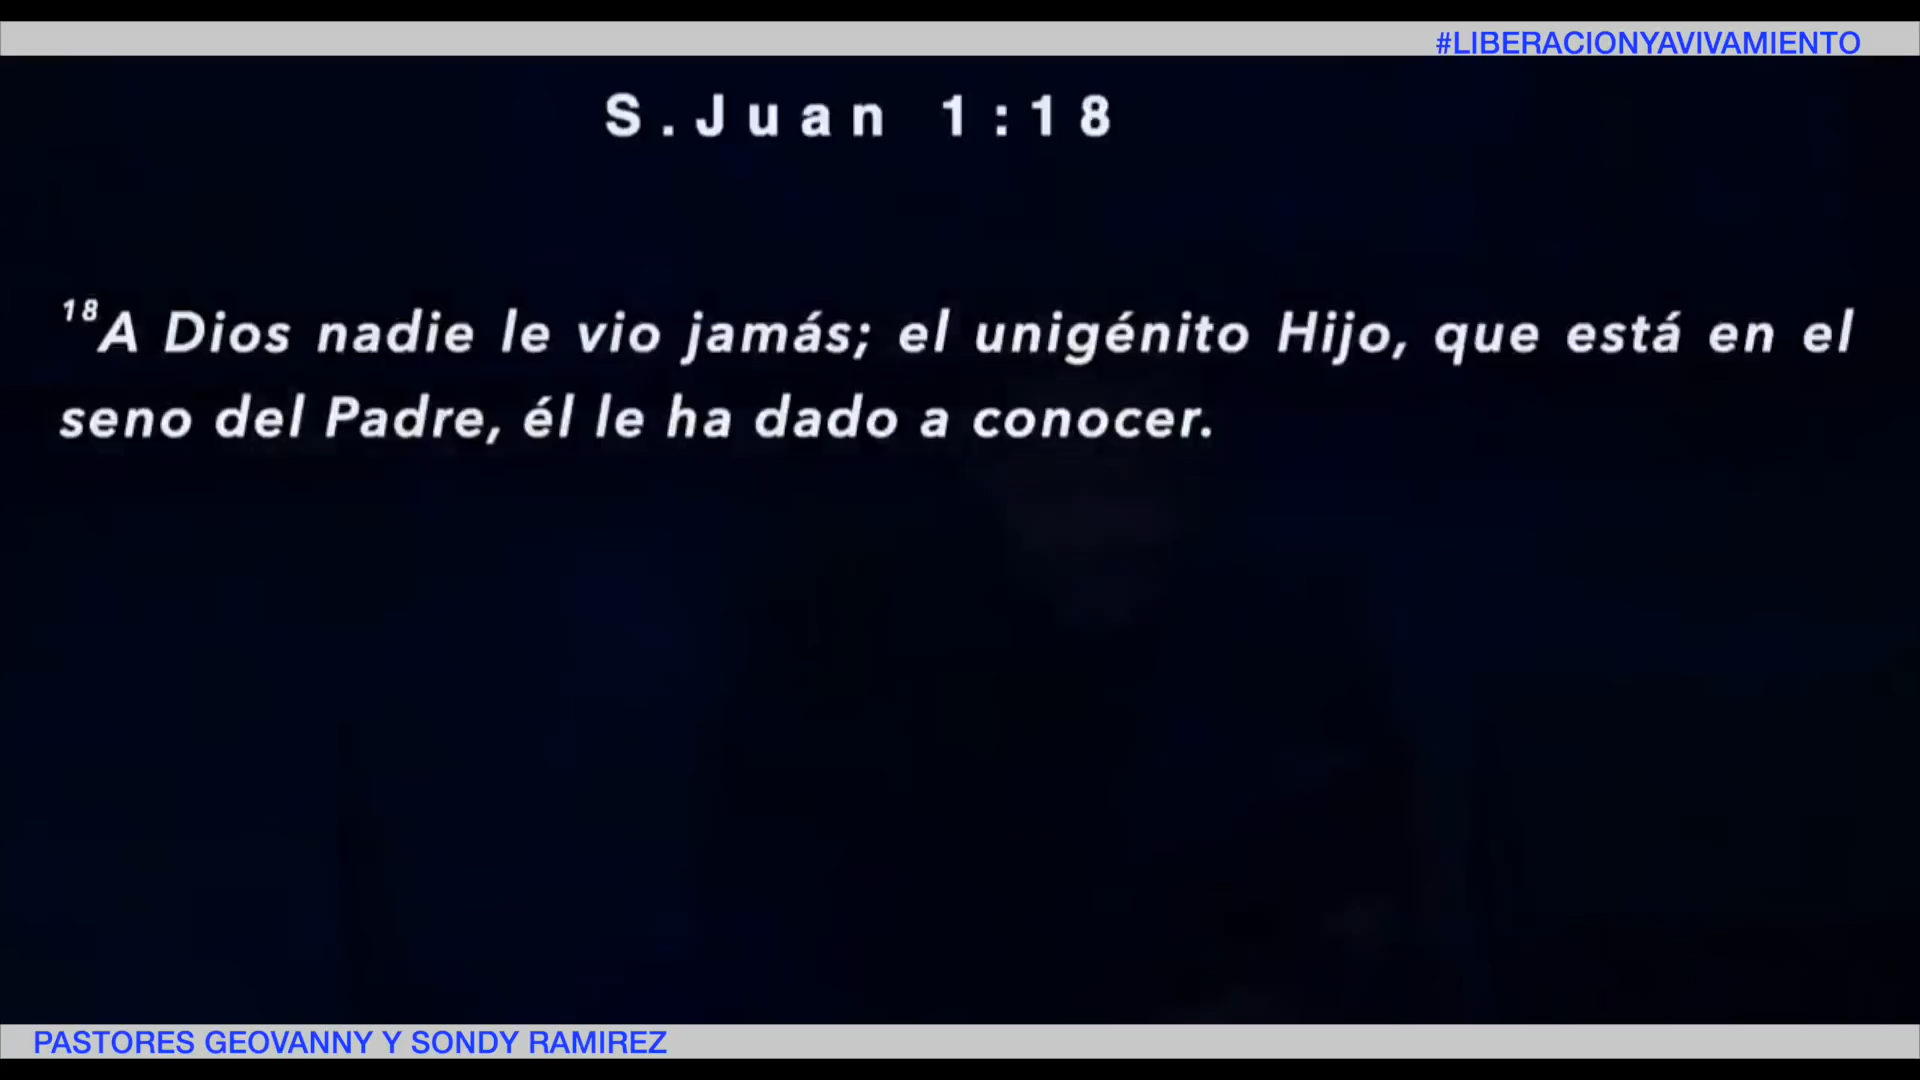 #LIBERACIONYAVIVAMIENTO
S.Juan 1:18
18A Dios nadie le vio jamás; el unigénito Hijo, que está en el
seno del Padre, él le ha dado a conocer.
PASTORES GEOVANNY Y SONDY RAMIREZ